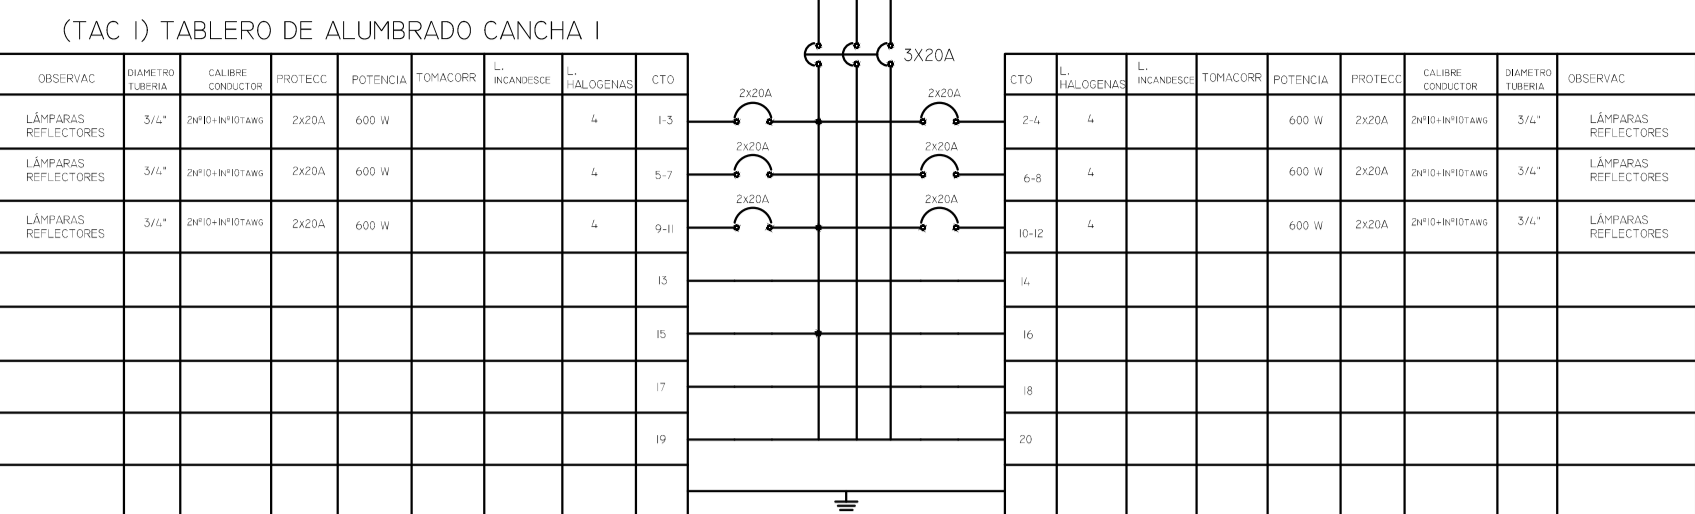 (TAC 1) TABLERO DE ALUMBRADO CANCHA 1
3X20A
OBSERVAC DIAMETRO TUBERIA CALIBRE CONDUCTOR PROTECC POTENCIA TOMACORR L. INCANDESCE L. HALOGENAS CTO
CTO L. HALOGENAS L. INCANDESCE TOMACORR POTENCIA PROTECC CALIBRE CONDUCTOR DIAMETRO TUBERIA OBSERVAC
LÁMPARAS REFLECTORES 3/4" 2Nº10+1Nº10TAWG 2X20A 600 W 4 1-3
2X20A 2X20A
2-4 4 600 W 2X20A 2Nº10+1Nº10TAWG 3/4" LÁMPARAS REFLECTORES
LÁMPARAS REFLECTORES 3/4" 2Nº10+1Nº10TAWG 2X20A 600 W 4 5-7
2X20A 2X20A
6-8 4 600 W 2X20A 2Nº10+1Nº10TAWG 3/4" LÁMPARAS REFLECTORES
LÁMPARAS REFLECTORES 3/4" 2Nº10+1Nº10TAWG 2X20A 600 W 4 9-11
2X20A 2X20A
10-12 4 600 W 2X20A 2Nº10+1Nº10TAWG 3/4" LÁMPARAS REFLECTORES
13 14
15 16
17 18
19 20